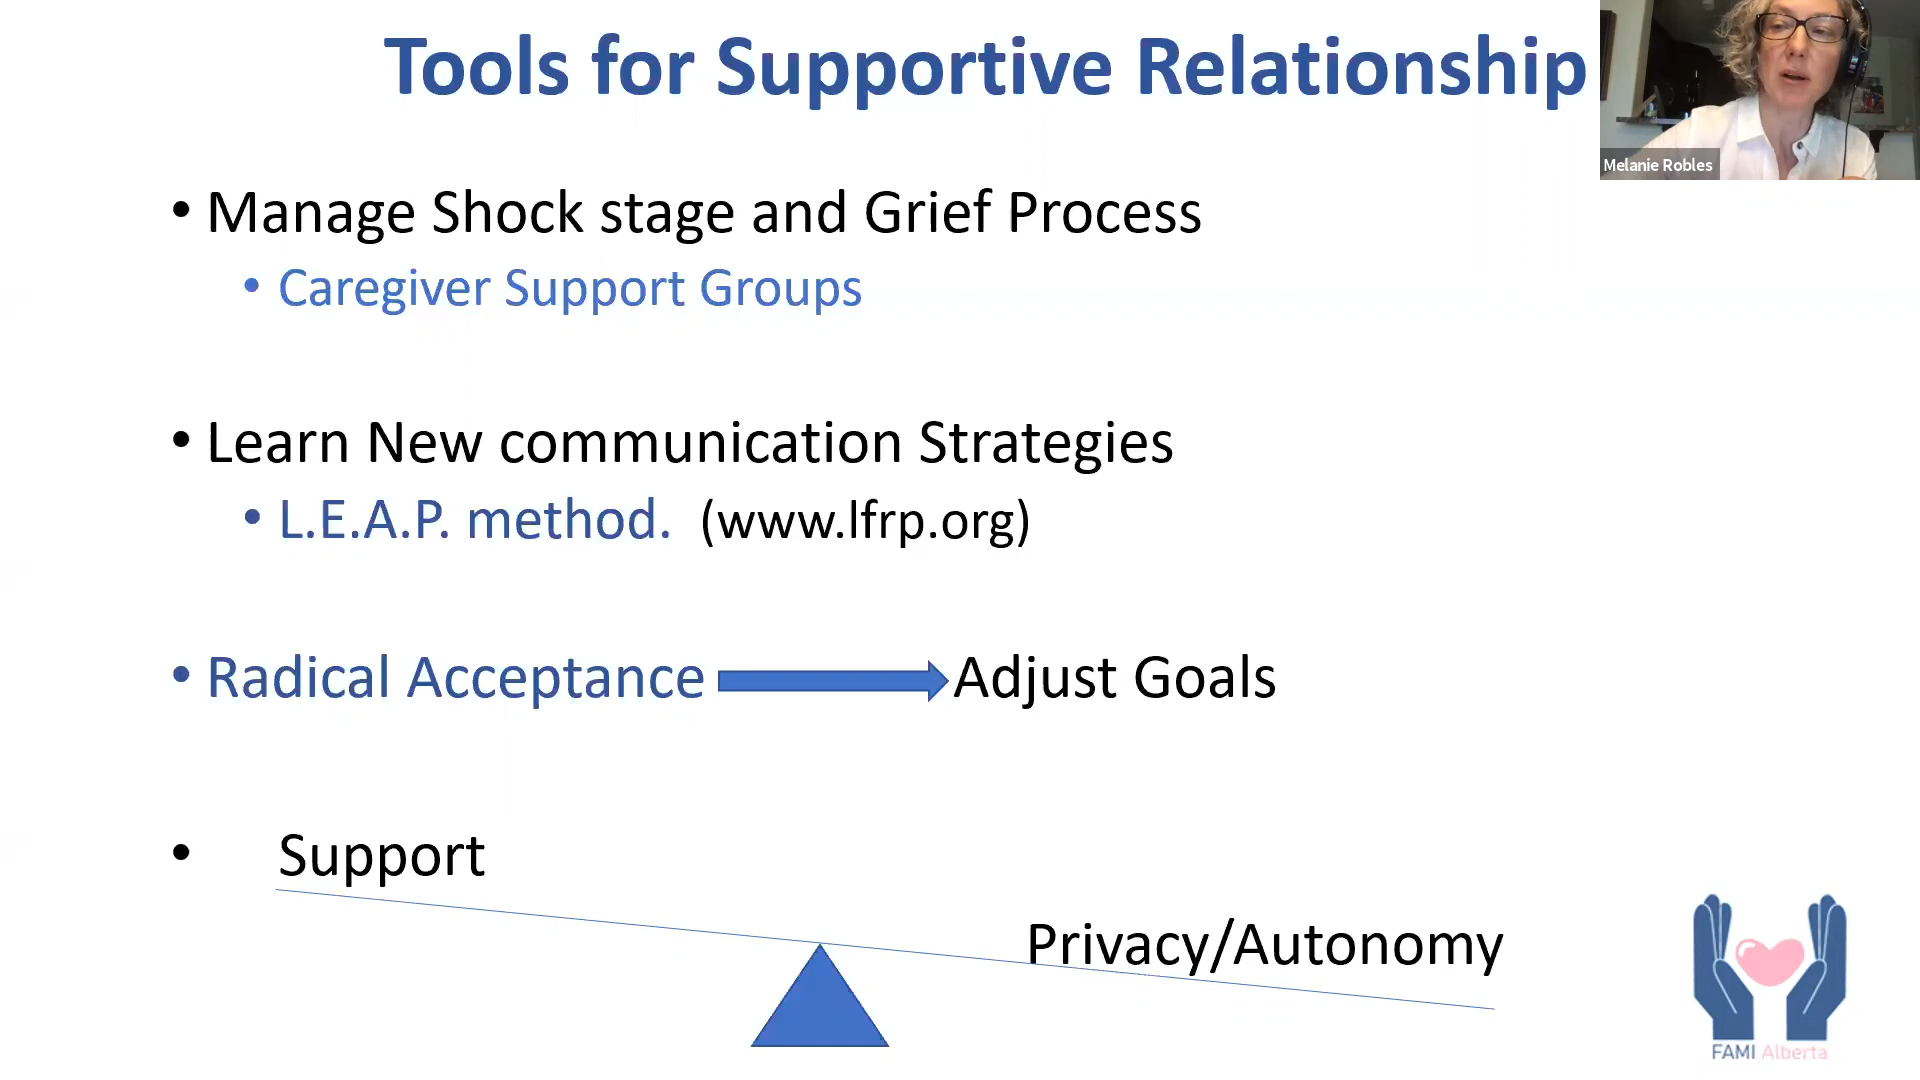 Tools for Supportive Relationship
Melanie Robles
• Manage Shock stage and Grief Process
• Caregiver Support Groups
• Learn New communication Strategies
• L.E.A.P. method. (www.lfrp.org)
• Radical Acceptance Adjust Goals
• Support
Privacy/Autonomy
FAMI Alberta